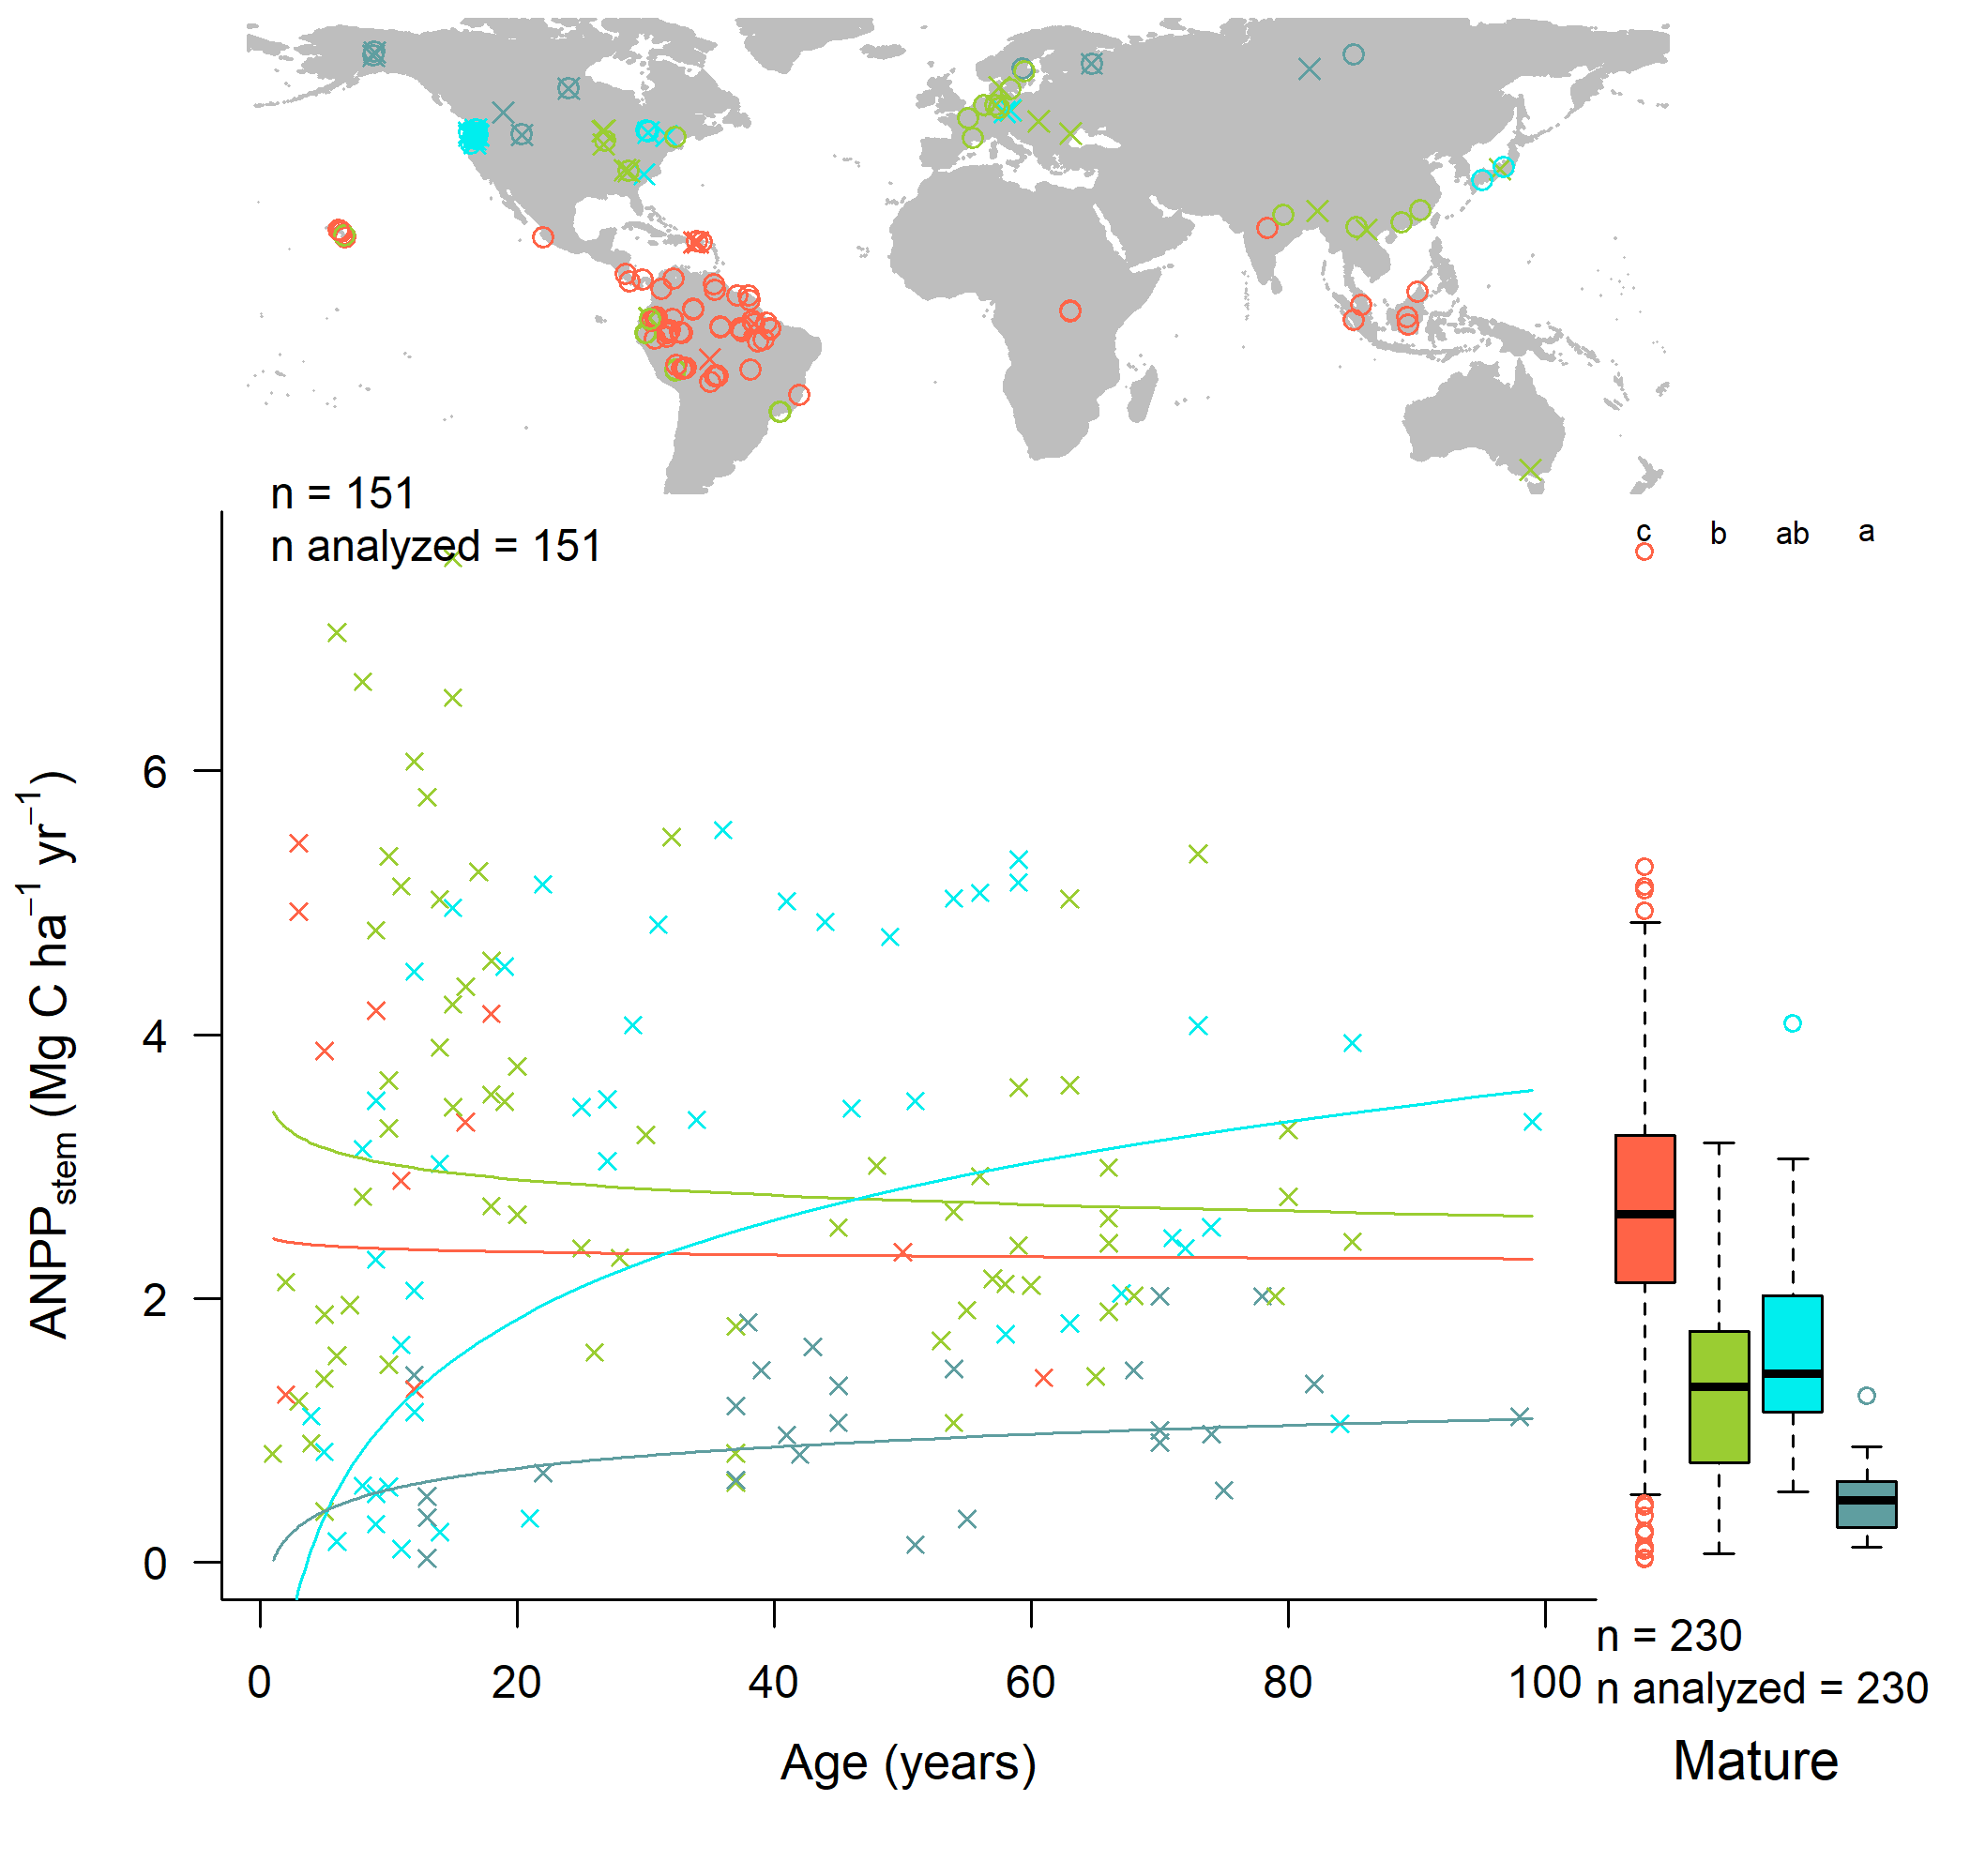 n = 151
n analyzed = 151
c b ab a
6
4
2
0
ANPPstem (Mg C ha−1 yr−1)
0 20 40 60 80 100
Age (years)
n = 230
n analyzed = 230
Mature